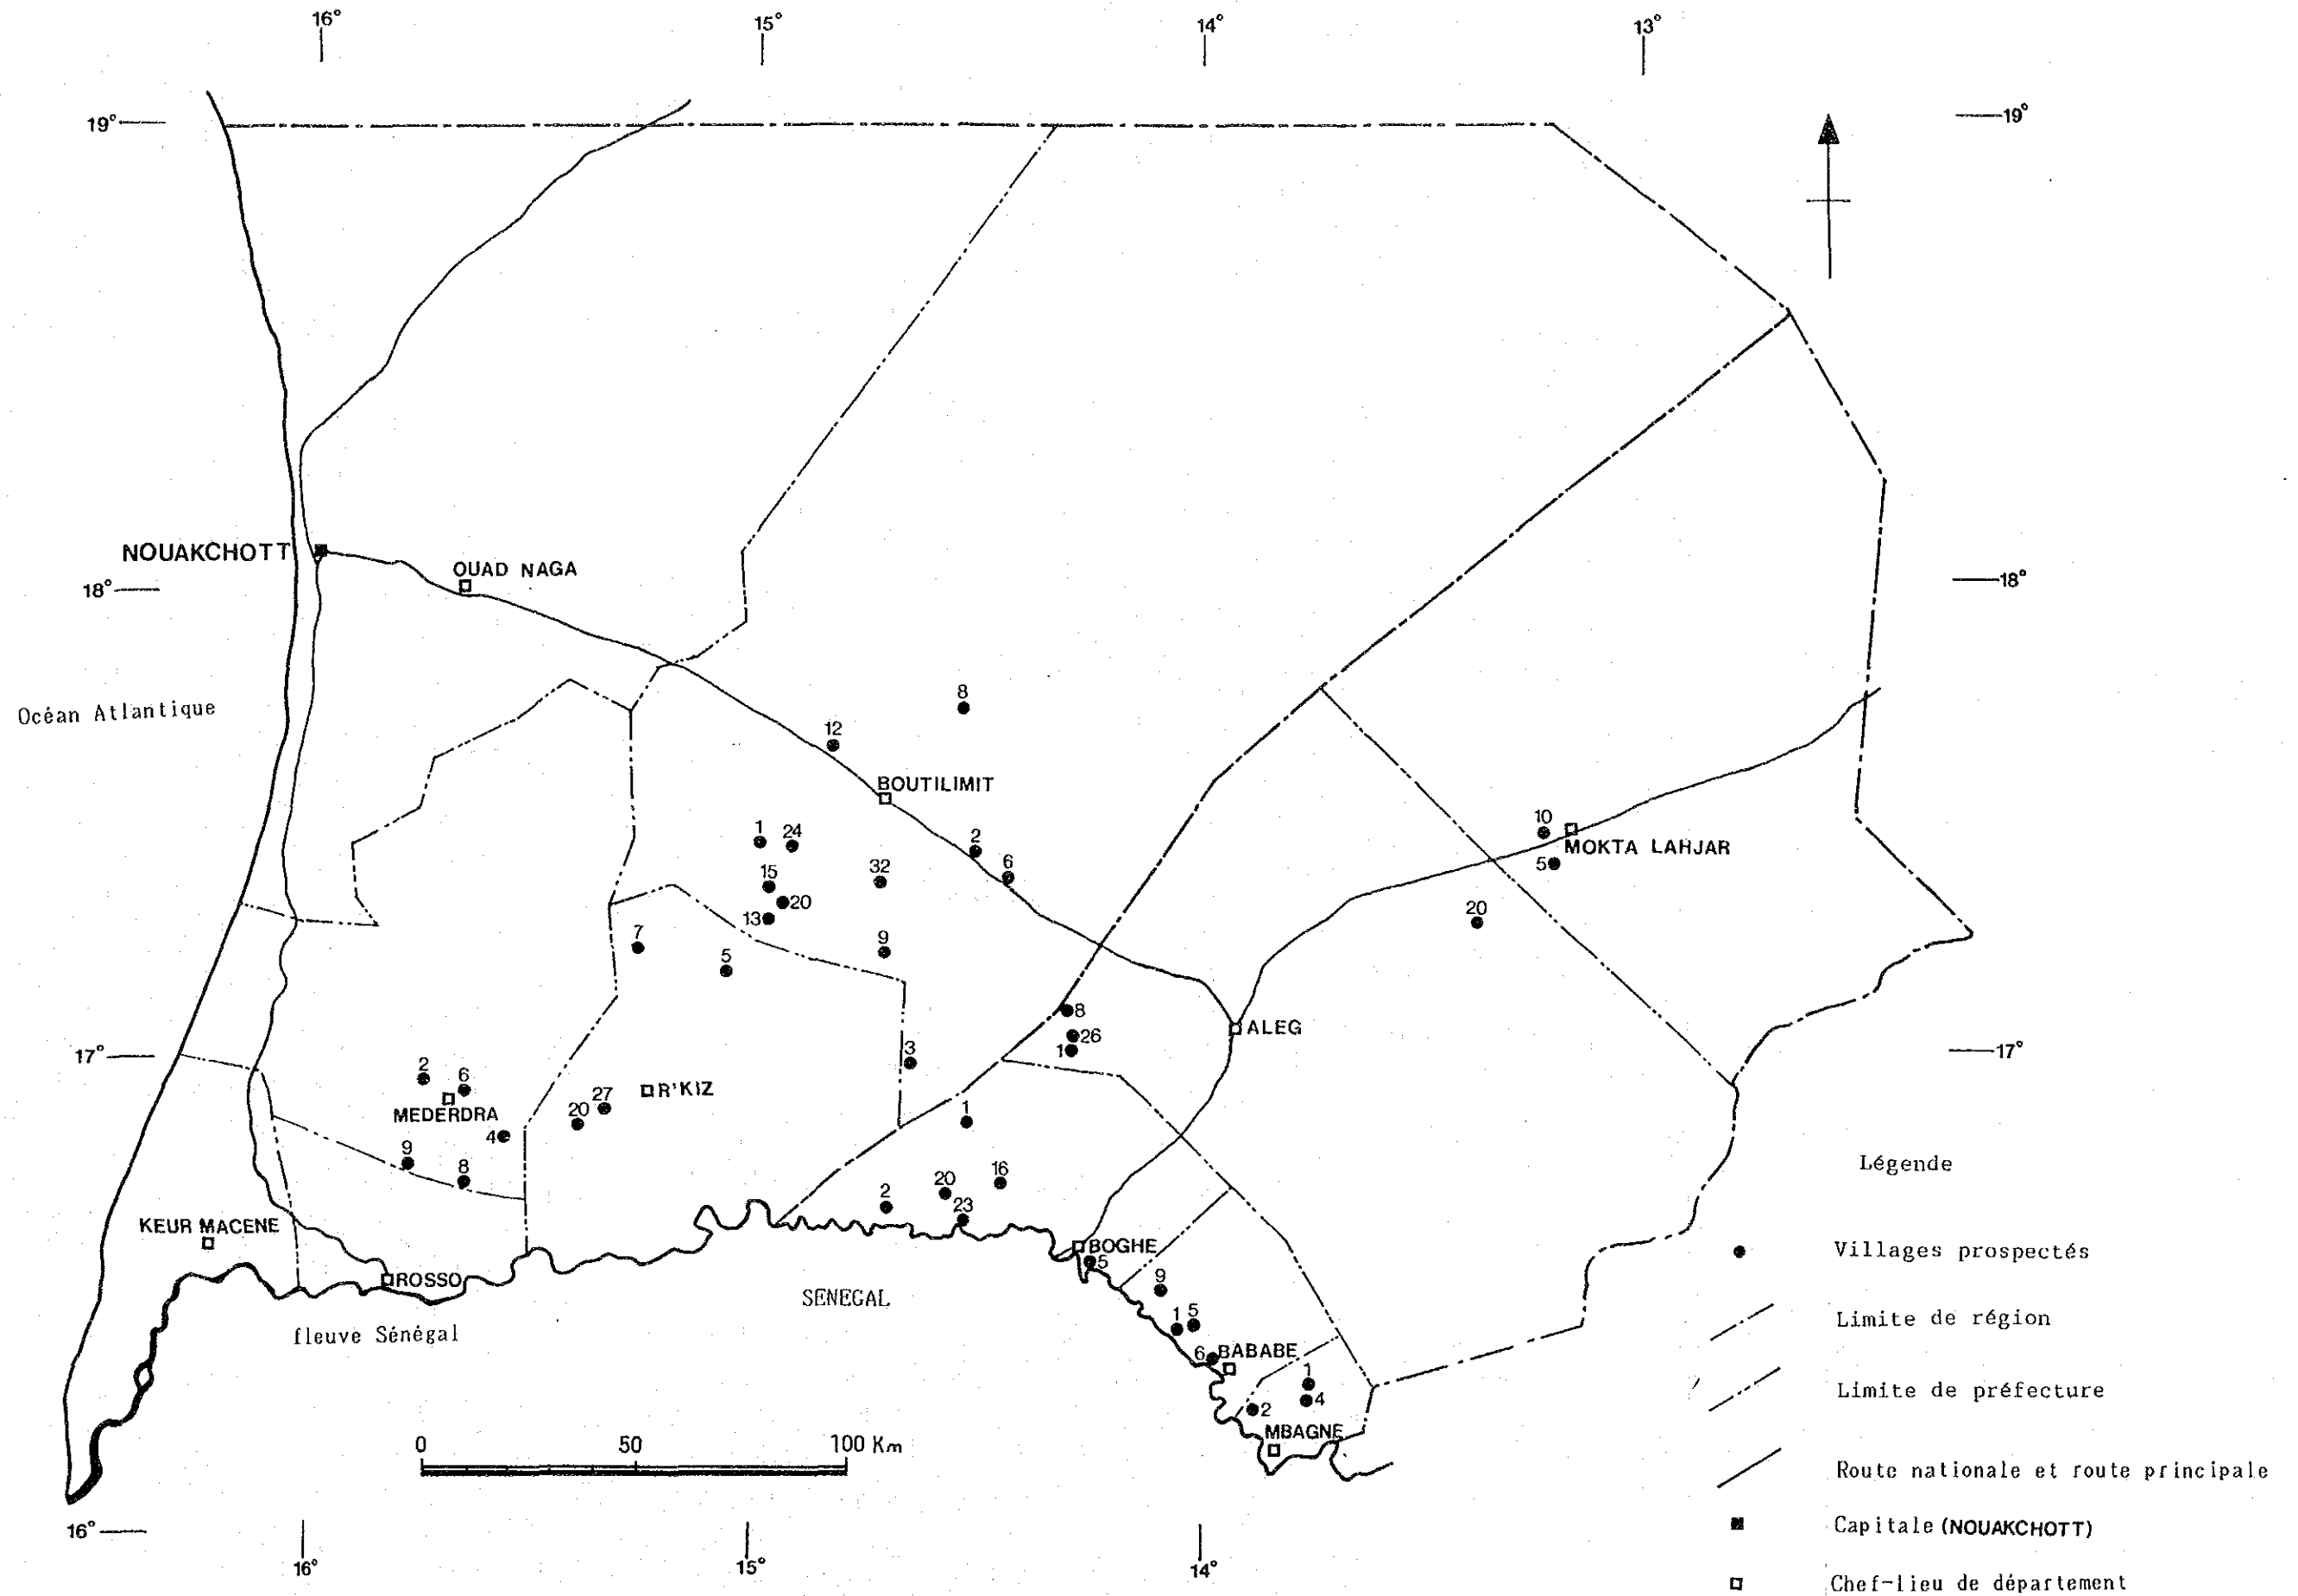 16° 15° 14° 13°
19° 19°
NOUAKCHOTT
OUAD NAGA
18° 18°
Océan Atlantique
8
12
BOUTILIMIT
1 24
2
10
MOKTA LAHJAR
6
5
15
32
20
13
20
7
9
5
8
ALEG
26
1
17° 17°
3
2
6
R'KIZ
MEDERDRA
27
20
1
4
9
8
Légende
16
20
2
23
KEUR MACENE
BOGHE
Villages prospectés
5
ROSSO
9
SENEGAL
1 5
Limite de région
fleuve Sénégal
6
BABABE
1
Limite de préfecture
4
2
MBAGNE
0 50 100 Km
Route nationale et route principale
16°
Capitale (NOUAKCHOTT)
16° 15° 14°
Chef-lieu de département